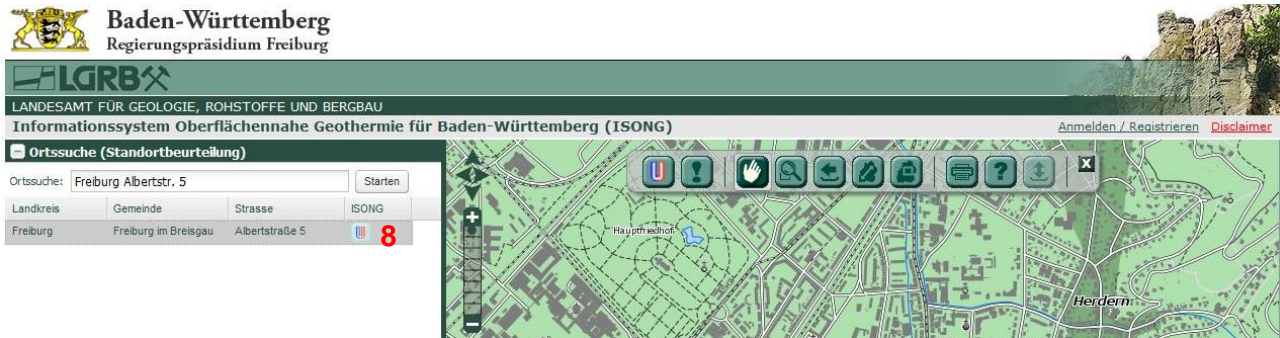 Baden-Württemberg
Regierungspräsidium Freiburg
LGRB
LANDESAMT FÜR GEOLOGIE, ROHSTOFFE UND BERGBAU
Informationssystem Oberflächennahe Geothermie für Baden-Württemberg (ISONG)
Anmelden / Registrieren Disclaimer
Ortssuche (Standortbeurteilung)
Ortssuche: Freiburg Albertstr. 5 Starten
Landkreis Gemeinde Strasse ISONG
Freiburg Freiburg im Breisgau Albertstraße 5 8
Hauptfriedhof
Herdern